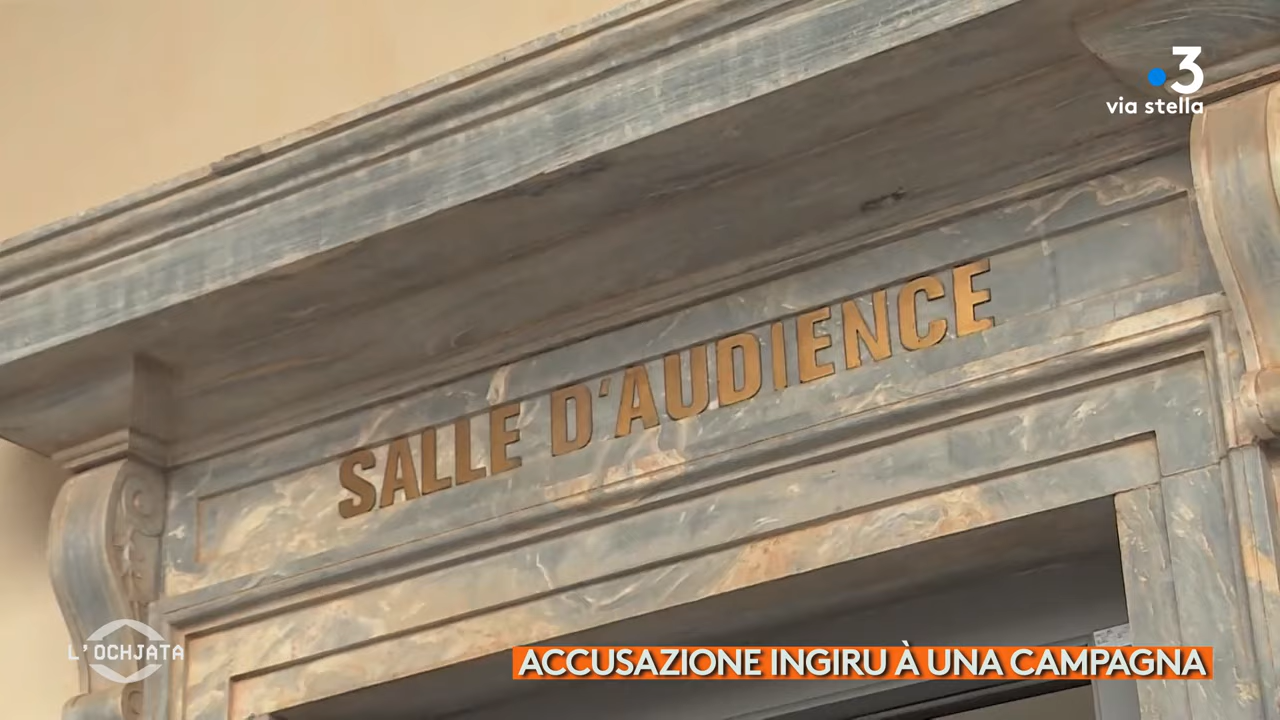 3
via stella
SALLE D'AUDIENCE
L'OCHJATA
ACCUSAZIONE INGIRU À UNA CAMPAGNA